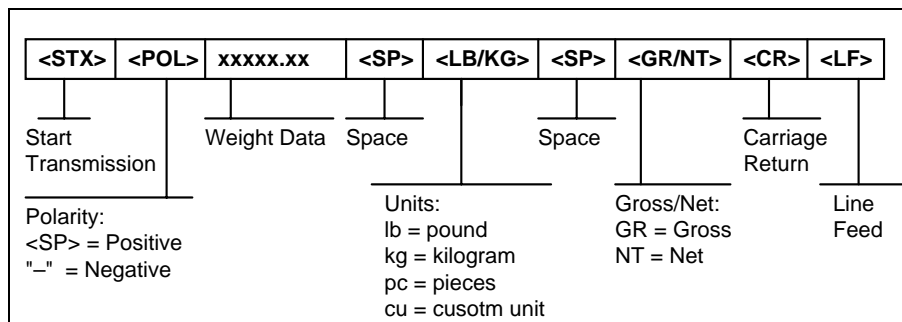 <STX> <POL> xxxxx.xx <SP> <LB/KG> <SP> <GR/NT> <CR> <LF>
Start Transmission
Weight Data
Space
Space
Carriage Return
Polarity:
<SP> = Positive
"–" = Negative
Units:
lb = pound
kg = kilogram
pc = pieces
cu = cusotm unit
Gross/Net:
GR = Gross
NT = Net
Line Feed